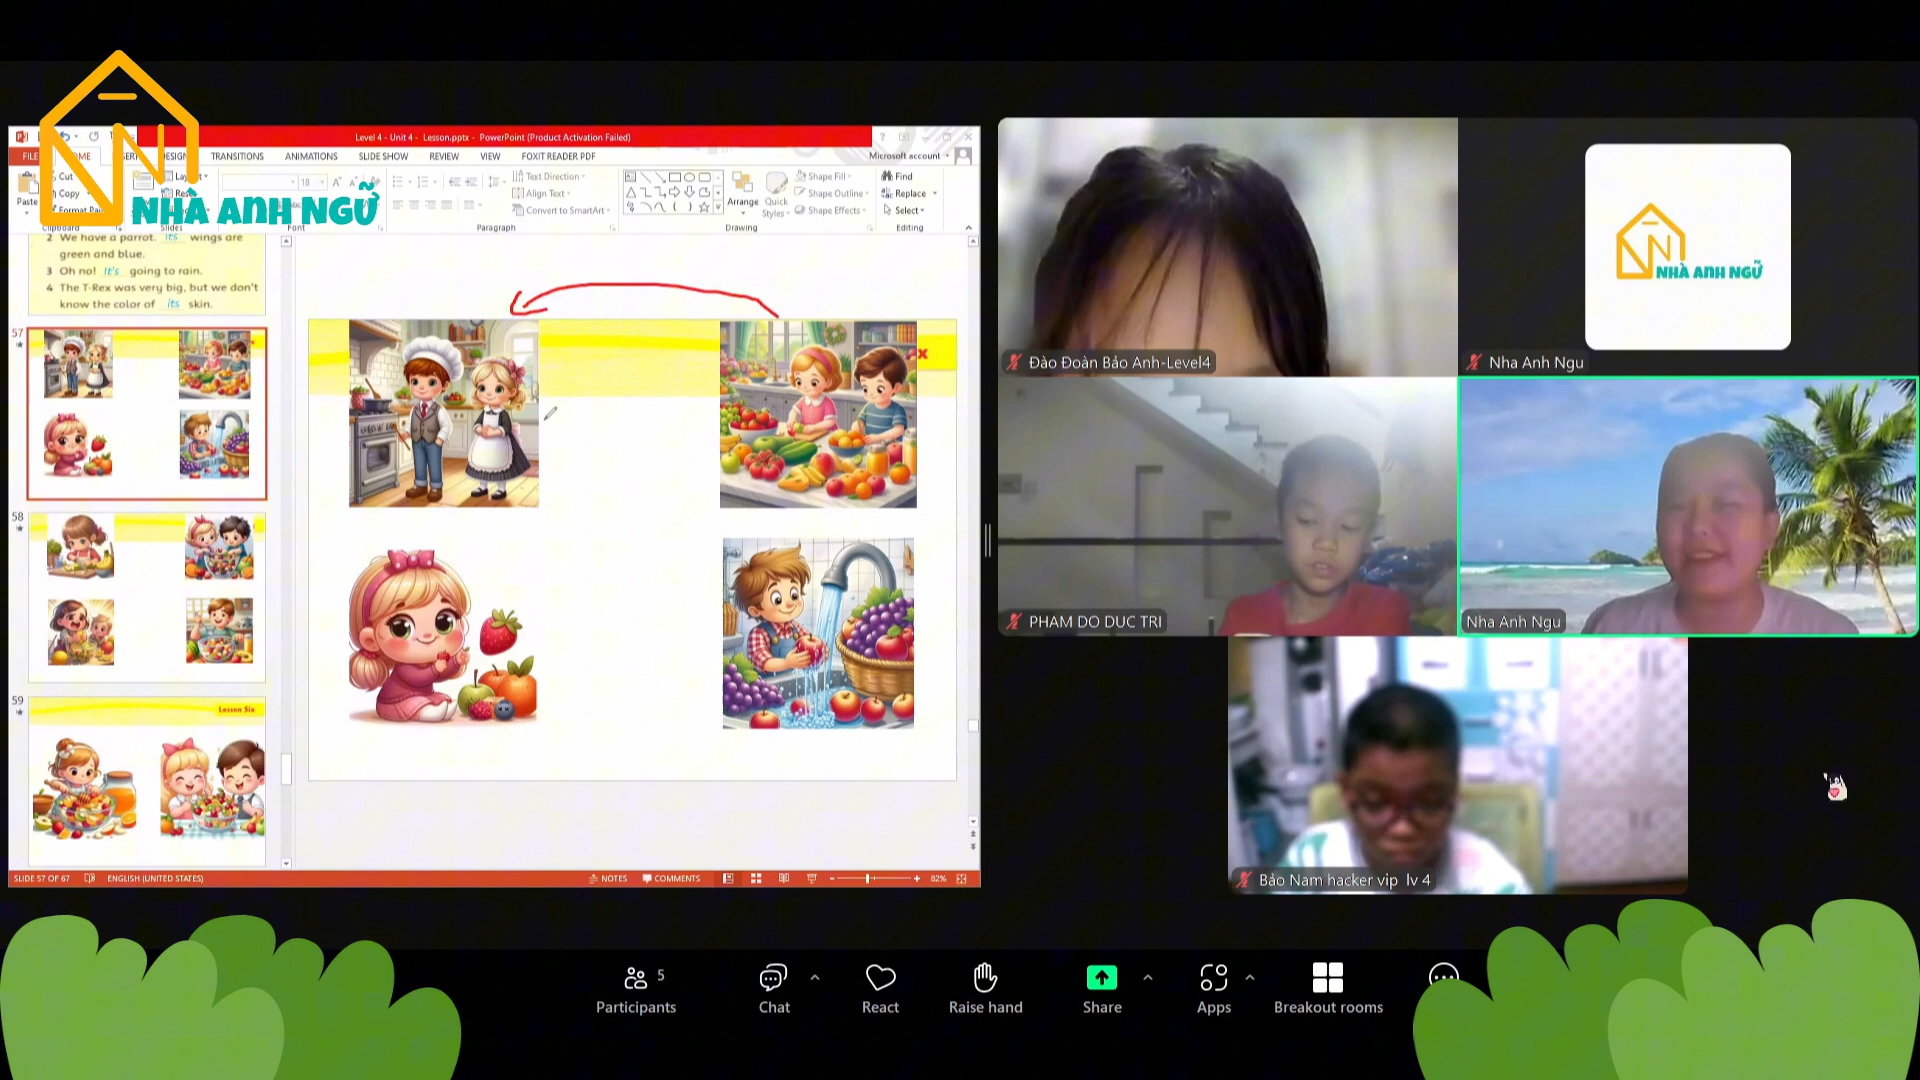 NHÀ ANH NGỮ
Level 4 - Unit 4 - Lesson.pptx - PowerPoint (Product Activation Failed)
TRANSITIONS ANIMATIONS SLIDE SHOW REVIEW VIEW FOXIT READER PDF
Microsoft account
FILE
DESIGN
Cut
Copy
Paste
18
Text Direction
Align Text
Convert to SmartArt
Arrange
Quick Styles
Shape Fill
Shape Outline
Shape Effects
Find
Replace
Select
Clipboard Slides Font Paragraph Drawing Editing
2 We have a parrot. Its wings are
green and blue.
3 Oh no! It's going to rain.
4 The T-Rex was very big, but we don't
know the color of its skin.
57
58
59
Lesson Six
x
SLIDE 57 OF 67 ENGLISH (UNITED STATES) NOTES COMMENTS 82%
Đào Đoàn Bảo Anh-Level4
NHÀ ANH NGỮ
Nha Anh Ngu
PHAM DO DUC TRI
Nha Anh Ngu
Bảo Nam hacker vip lv 4
5
Participants Chat React Raise hand Share Apps Breakout rooms